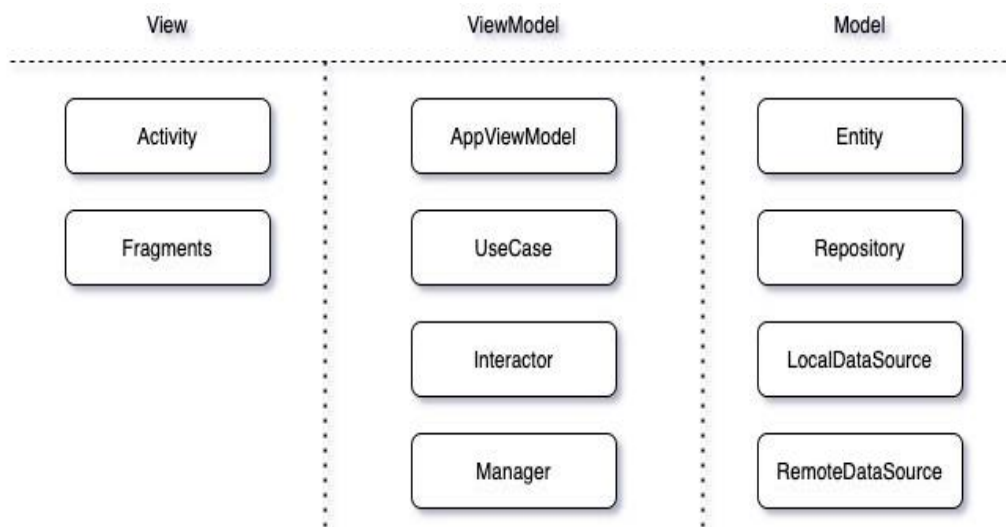 View
ViewModel
Model
Activity
AppViewModel
Entity
Fragments
UseCase
Repository
Interactor
LocalDataSource
Manager
RemoteDataSource